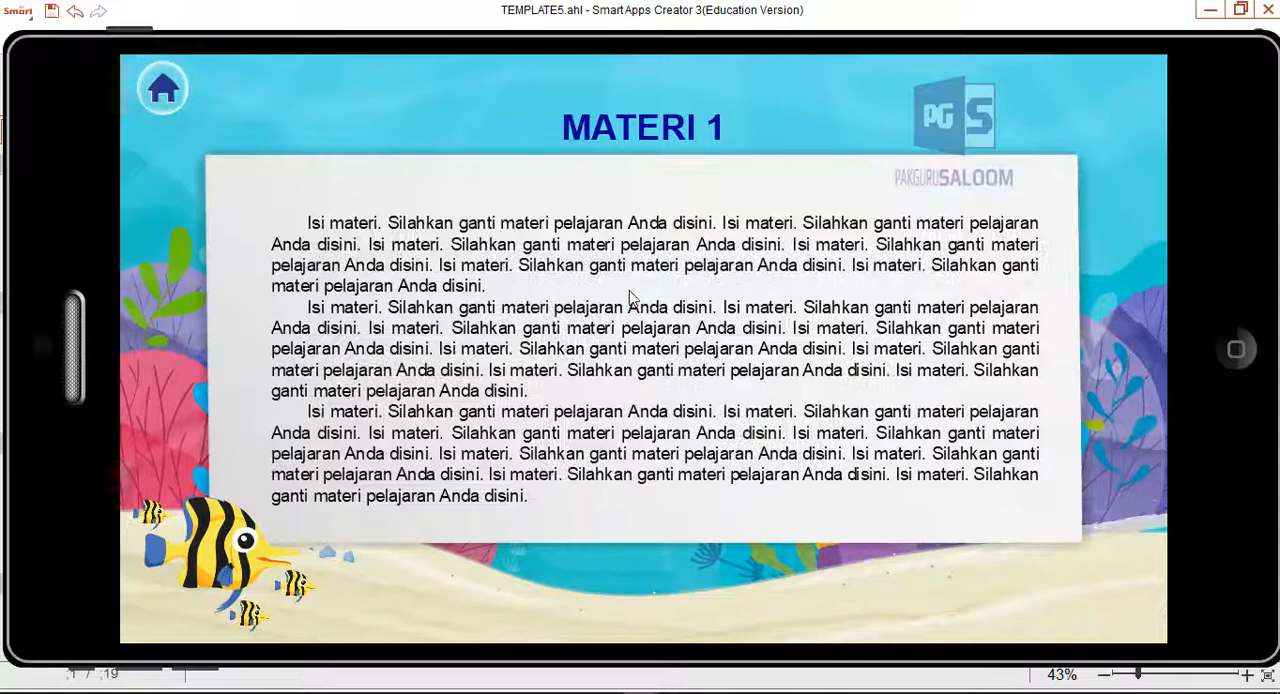 Smart
TEMPLATE5.ahl - SmartApps Creator 3(Education Version)
PG S
PAKGURUSALOOM
MATERI 1
Isi materi. Silahkan ganti materi pelajaran Anda disini. Isi materi. Silahkan ganti materi pelajaran
Anda disini. Isi materi. Silahkan ganti materi pelajaran Anda disini. Isi materi. Silahkan ganti materi
pelajaran Anda disini. Isi materi. Silahkan ganti materi pelajaran Anda disini. Isi materi. Silahkan ganti
materi pelajaran Anda disini.
Isi materi. Silahkan ganti materi pelajaran Anda disini. Isi materi. Silahkan ganti materi pelajaran
Anda disini. Isi materi. Silahkan ganti materi pelajaran Anda disini. Isi materi. Silahkan ganti materi
pelajaran Anda disini. Isi materi. Silahkan ganti materi pelajaran Anda disini. Isi materi. Silahkan ganti
materi pelajaran Anda disini. Isi materi. Silahkan ganti materi pelajaran Anda disini. Isi materi. Silahkan
ganti materi pelajaran Anda disini.
Isi materi. Silahkan ganti materi pelajaran Anda disini. Isi materi. Silahkan ganti materi pelajaran
Anda disini. Isi materi. Silahkan ganti materi pelajaran Anda disini. Isi materi. Silahkan ganti materi
pelajaran Anda disini. Isi materi. Silahkan ganti materi pelajaran Anda disini. Isi materi. Silahkan ganti
materi pelajaran Anda disini. Isi materi. Silahkan ganti materi pelajaran Anda disini. Isi materi. Silahkan
ganti materi pelajaran Anda disini.
1 / 19
43%